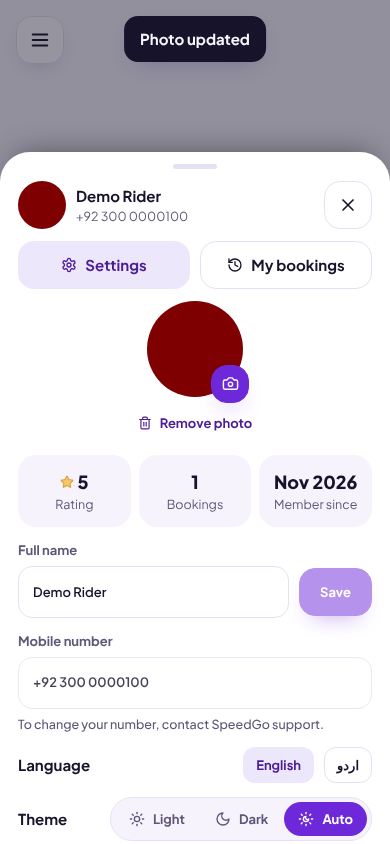 Photo updated
Demo Rider
+92 300 0000100
Settings
My bookings
Remove photo
5
Rating
1
Bookings
Nov 2026
Member since
Full name
Demo Rider
Save
Mobile number
+92 300 0000100
To change your number, contact SpeedGo support.
Language
English
اردو
Theme
Light
Dark
Auto